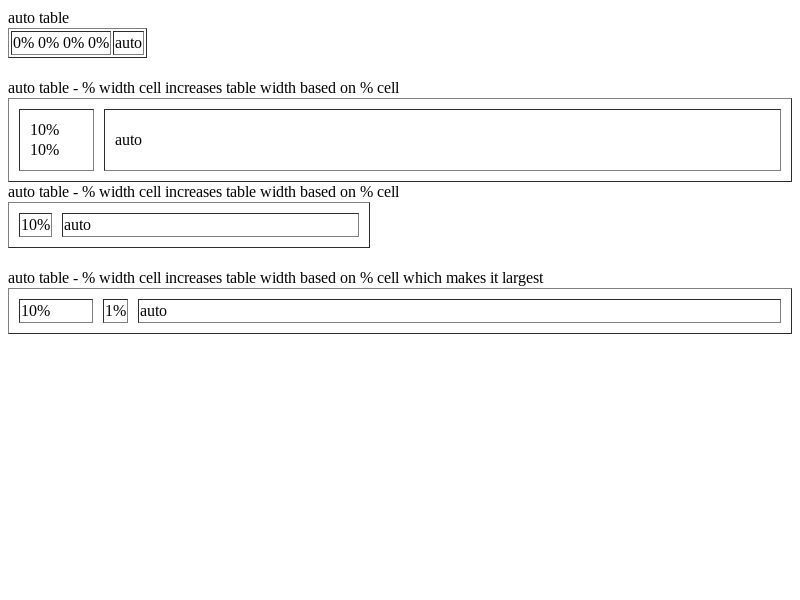 auto table
0% 0% 0% 0% auto
auto table - % width cell increases table width based on % cell
10%
10%
auto
auto table - % width cell increases table width based on % cell
10% auto
auto table - % width cell increases table width based on % cell which makes it largest
10% 1% auto